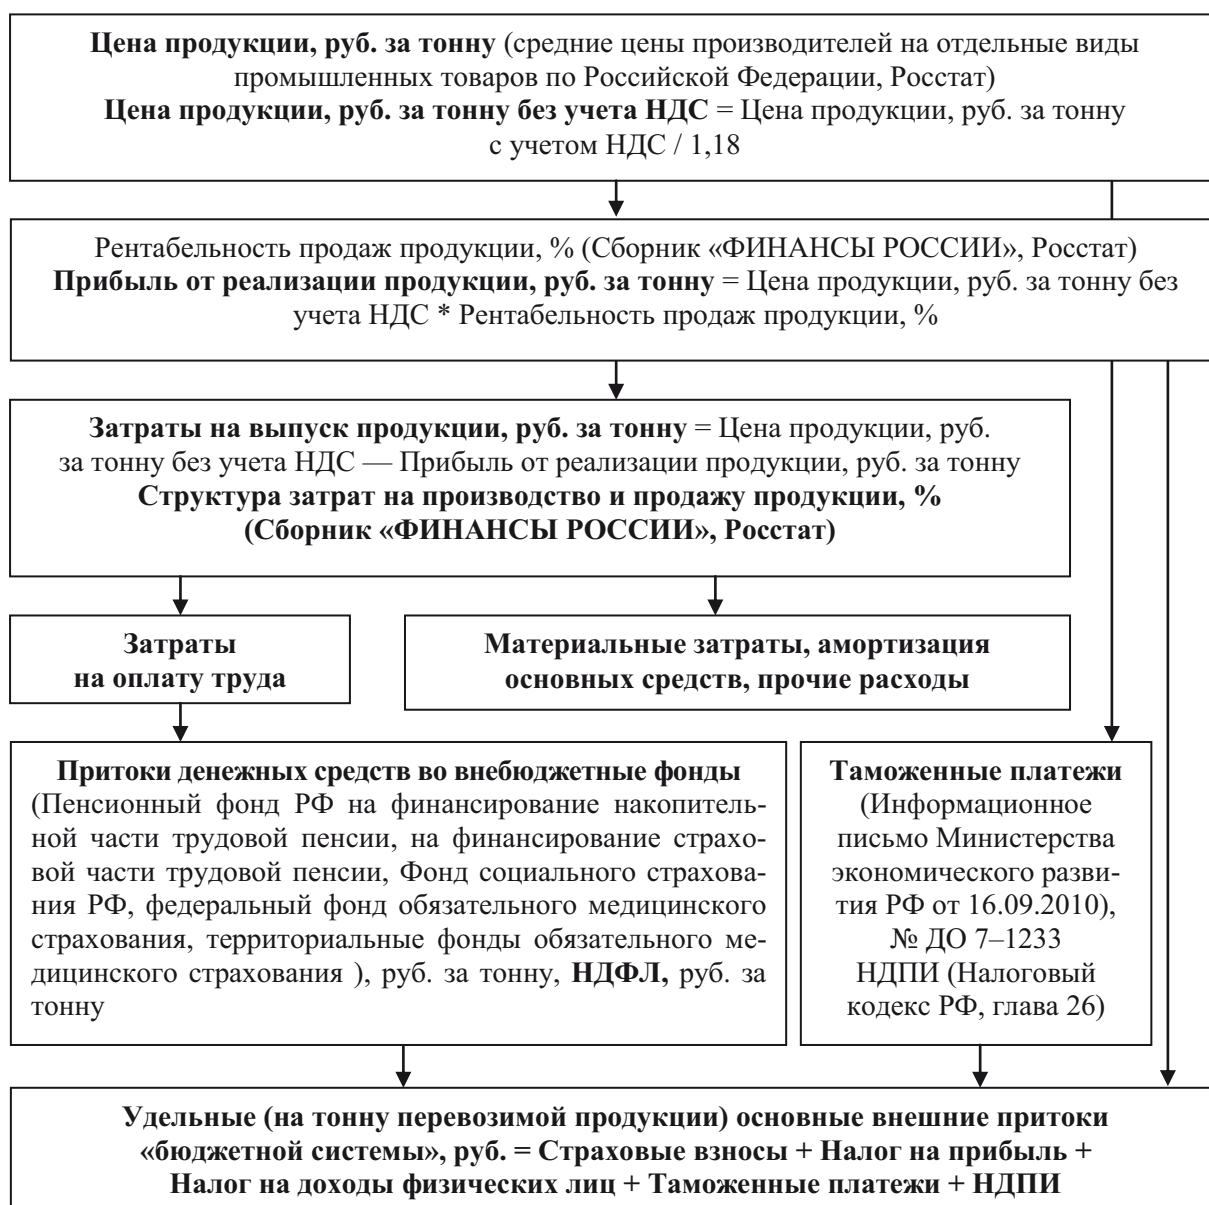 Цена продукции, руб. за тонну (средние цены производителей на отдельные виды
промышленных товаров по Российской Федерации, Росстат)
Цена продукции, руб. за тонну без учета НДС = Цена продукции, руб. за тонну
с учетом НДС / 1,18
Рентабельность продаж продукции, % (Сборник «ФИНАНСЫ РОССИИ», Росстат)
Прибыль от реализации продукции, руб. за тонну = Цена продукции, руб. за тонну без
учета НДС * Рентабельность продаж продукции, %
Затраты на выпуск продукции, руб. за тонну = Цена продукции, руб.
за тонну без учета НДС — Прибыль от реализации продукции, руб. за тонну
Структура затрат на производство и продажу продукции, %
(Сборник «ФИНАНСЫ РОССИИ», Росстат)
Затраты
на оплату труда
Материальные затраты, амортизация
основных средств, прочие расходы
Притоки денежных средств во внебюджетные фонды
(Пенсионный фонд РФ на финансирование накопитель-
ной части трудовой пенсии, на финансирование страхо-
вой части трудовой пенсии, Фонд социального страхова-
ния РФ, федеральный фонд обязательного медицинского
страхования, территориальные фонды обязательного ме-
дицинского страхования ), руб. за тонну, НДФЛ, руб. за
тонну
Таможенные платежи
(Информационное
письмо Министерства
экономического разви-
тия РФ от 16.09.2010),
№ ДО 7–1233
НДПИ (Налоговый
кодекс РФ, глава 26)
Удельные (на тонну перевозимой продукции) основные внешние притоки
«бюджетной системы», руб. = Страховые взносы + Налог на прибыль +
Налог на доходы физических лиц + Таможенные платежи + НДПИ